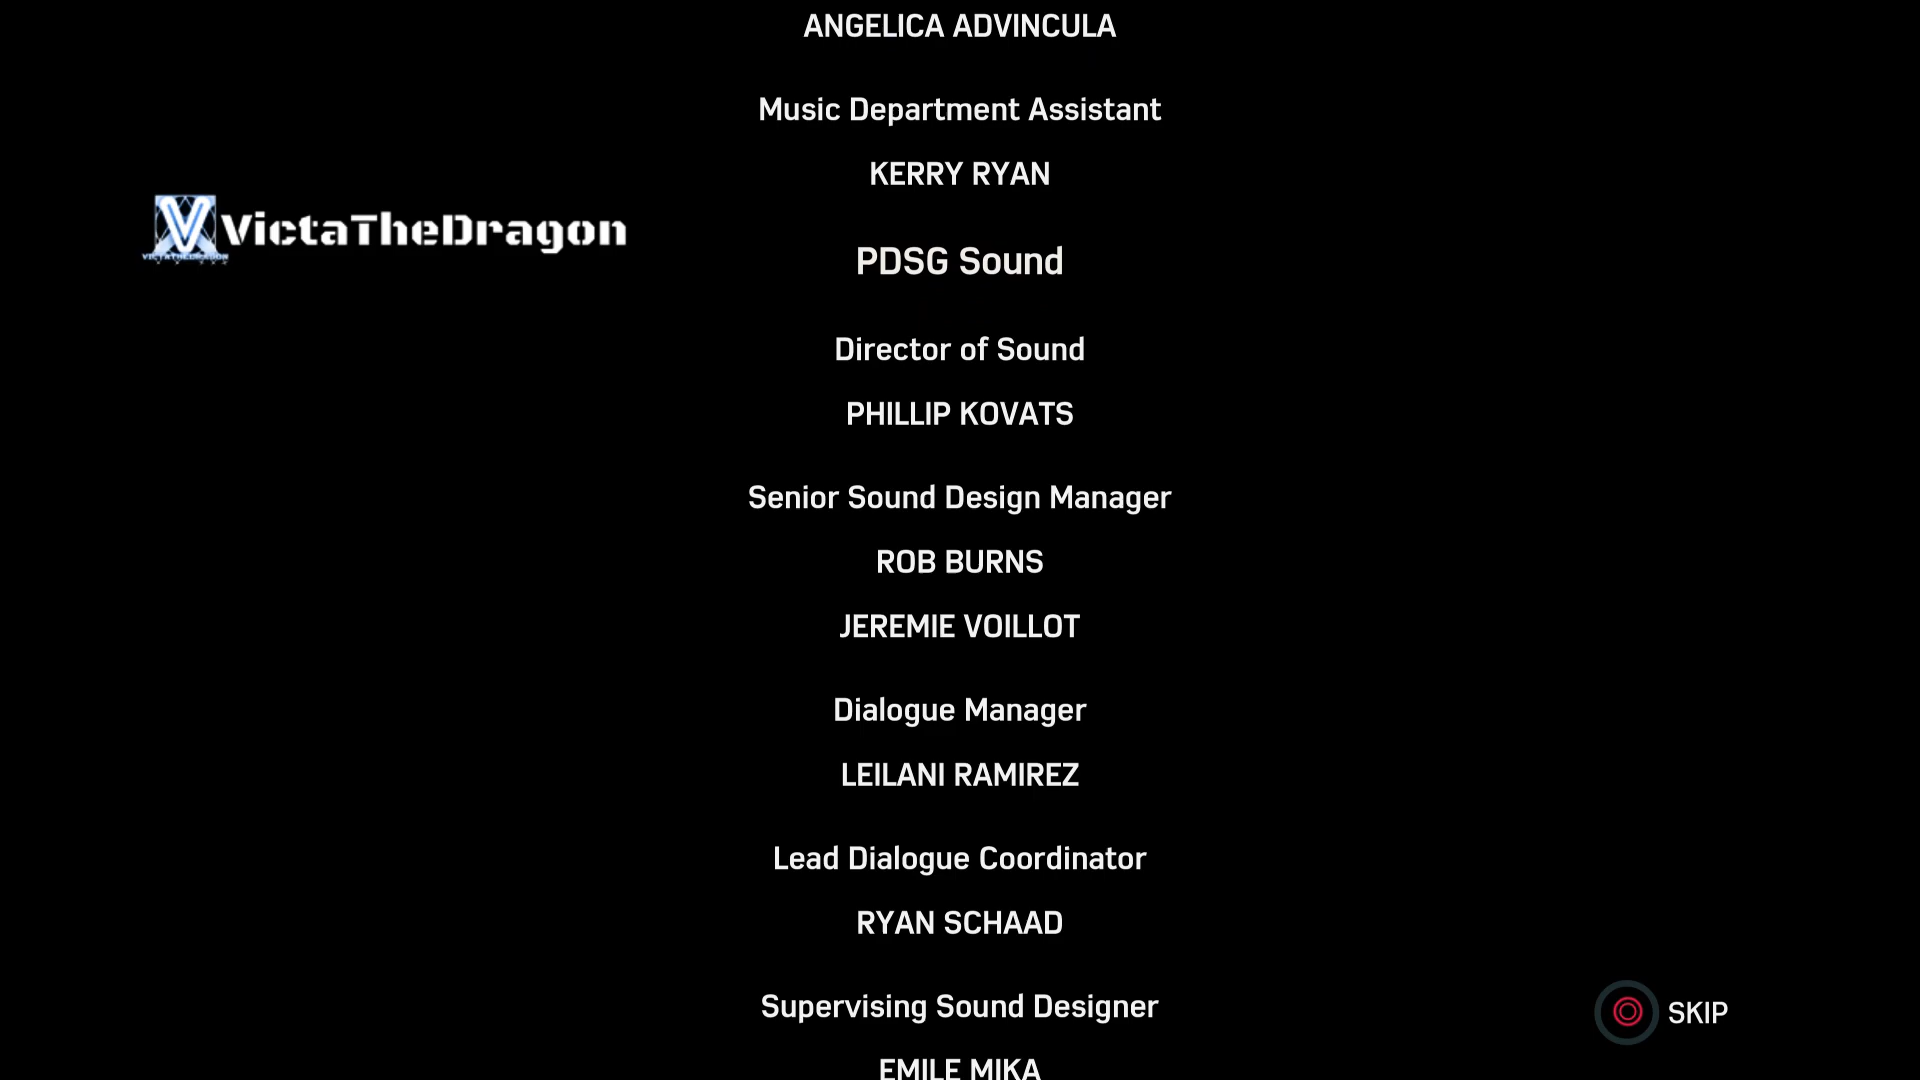 ANGELICA ADVINCULA
Music Department Assistant
KERRY RYAN
VictaTheDragon
VICTATHEDRAGON
PDSG Sound
Director of Sound
PHILLIP KOVATS
Senior Sound Design Manager
ROB BURNS
JEREMIE VOILLOT
Dialogue Manager
LEILANI RAMIREZ
Lead Dialogue Coordinator
RYAN SCHAAD
Supervising Sound Designer
EMILE MIKA
SKIP